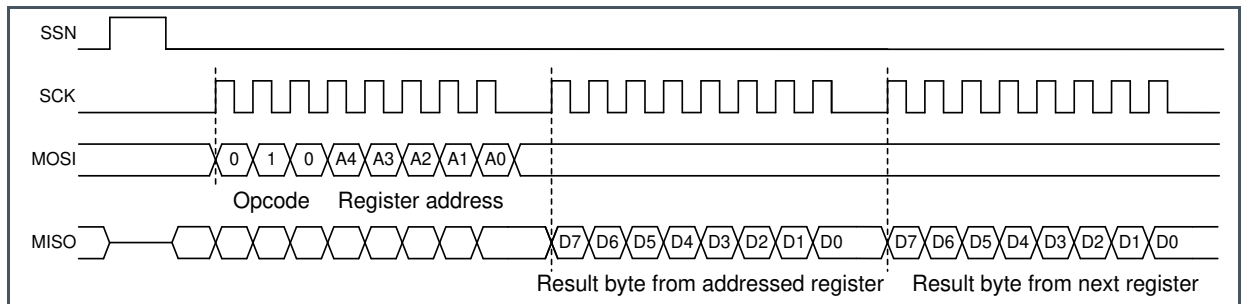 SSN
SCK
MOSI 0 1 0 A4 A3 A2 A1 A0
Opcode Register address
MISO D7 D6 D5 D4 D3 D2 D1 D0 D7 D6 D5 D4 D3 D2 D1 D0
Result byte from addressed register Result byte from next register